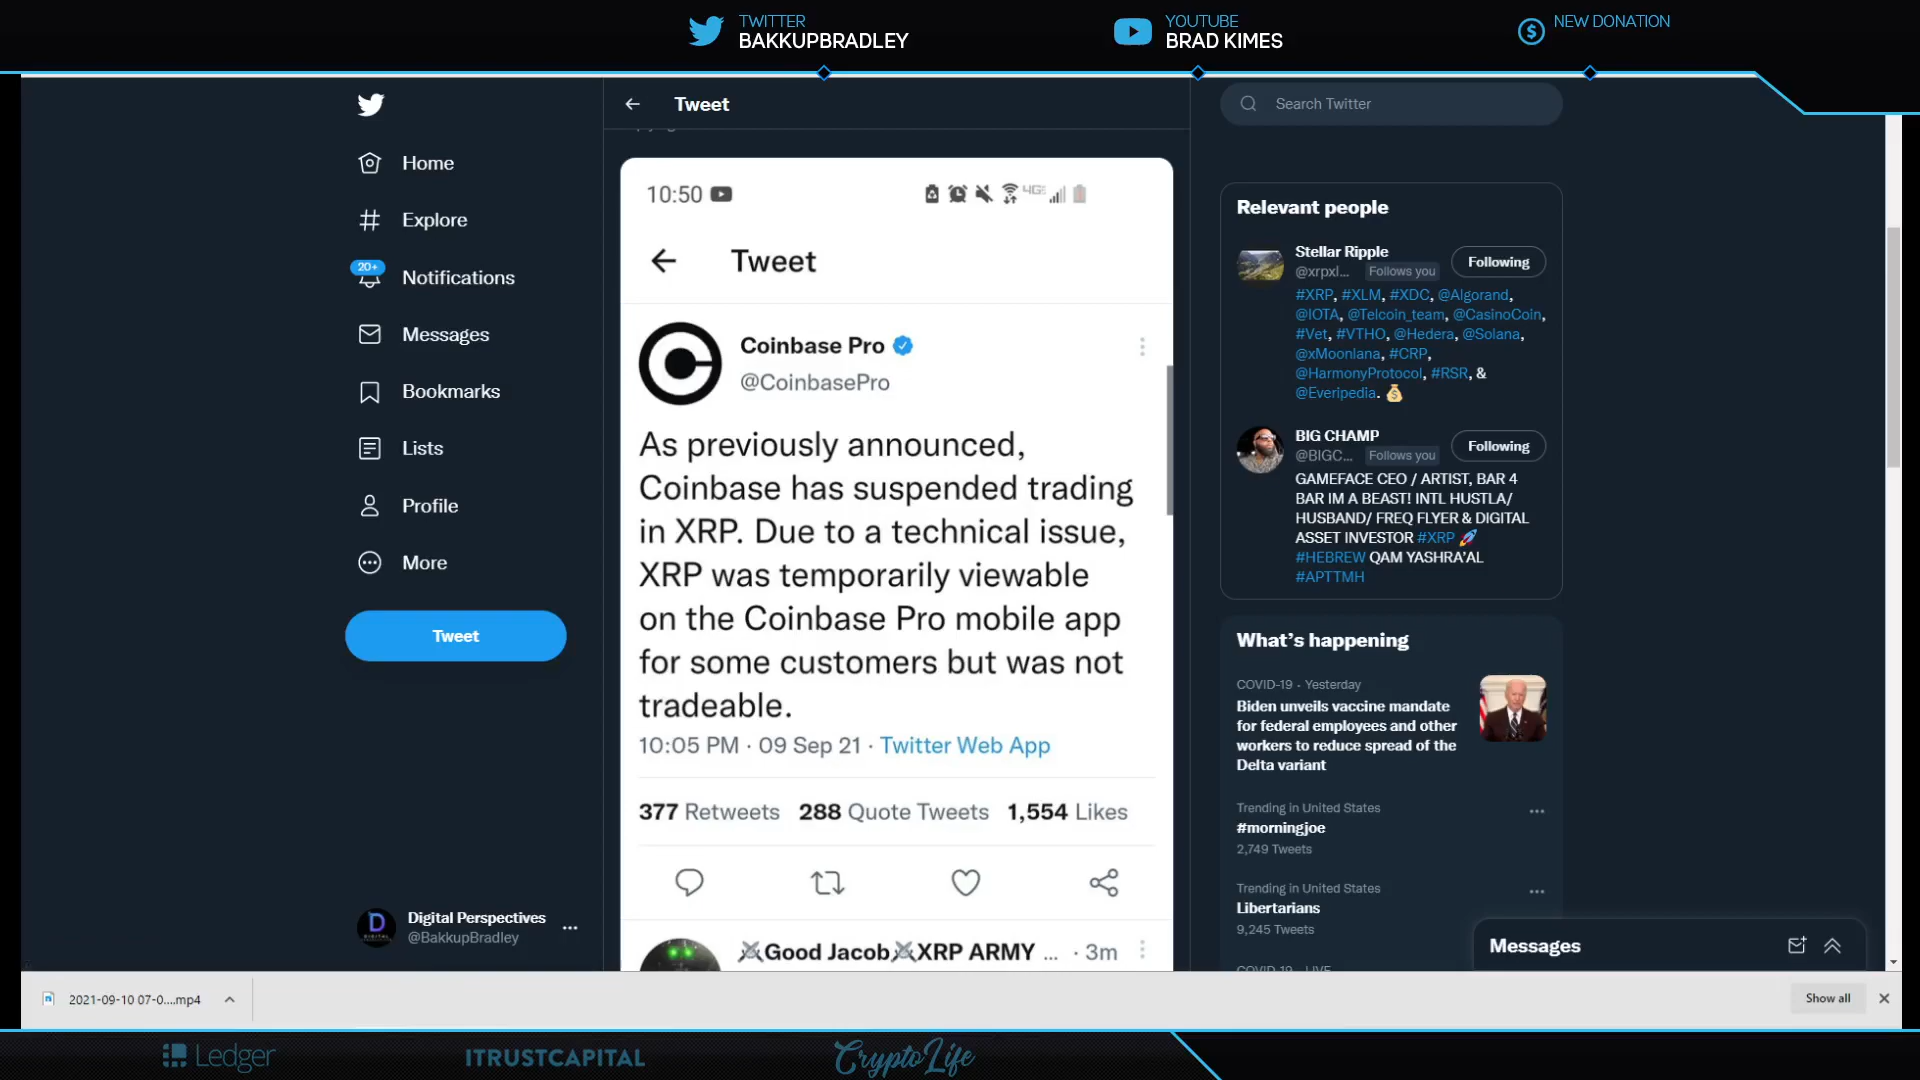 TWITTER
BAKKUPBRADLEY
YOUTUBE
BRAD KIMES
NEW DONATION
Home
Explore
20+
Notifications
Messages
Bookmarks
Lists
Profile
More
Tweet
Digital Perspectives
@BakkupBradley
Tweet
10:50
4G
Tweet
Coinbase Pro
@CoinbasePro
As previously announced,
Coinbase has suspended trading
in XRP. Due to a technical issue,
XRP was temporarily viewable
on the Coinbase Pro mobile app
for some customers but was not
tradeable.
10:05 PM · 09 Sep 21 · Twitter Web App
377 Retweets 288 Quote Tweets 1,554 Likes
Good Jacob XRP ARMY ... · 3m
Search Twitter
Relevant people
Stellar Ripple
@xrpxl... Follows you
Following
#XRP, #XLM, #XDC, @Algorand,
@IOTA, @Telcoin_team, @CasinoCoin,
#Vet, #VTHO, @Hedera, @Solana,
@xMoonlana, #CRP,
@HarmonyProtocol, #RSR, &
@Everipedia.
BIG CHAMP
@BIGC... Follows you
Following
GAMEFACE CEO / ARTIST, BAR 4
BAR IM A BEAST! INTL HUSTLA/
HUSBAND/ FREQ FLYER & DIGITAL
ASSET INVESTOR #XRP
#HEBREW QAM YASHRA'AL
#APTTMH
What's happening
COVID-19 · Yesterday
Biden unveils vaccine mandate
for federal employees and other
workers to reduce spread of the
Delta variant
Trending in United States
#morningjoe
2,749 Tweets
Trending in United States
Libertarians
9,245 Tweets
COVID-19 · LIVE
Messages
2021-09-10 07-0....mp4
Show all
Ledger
ITRUSTCAPITAL
CryptoLife